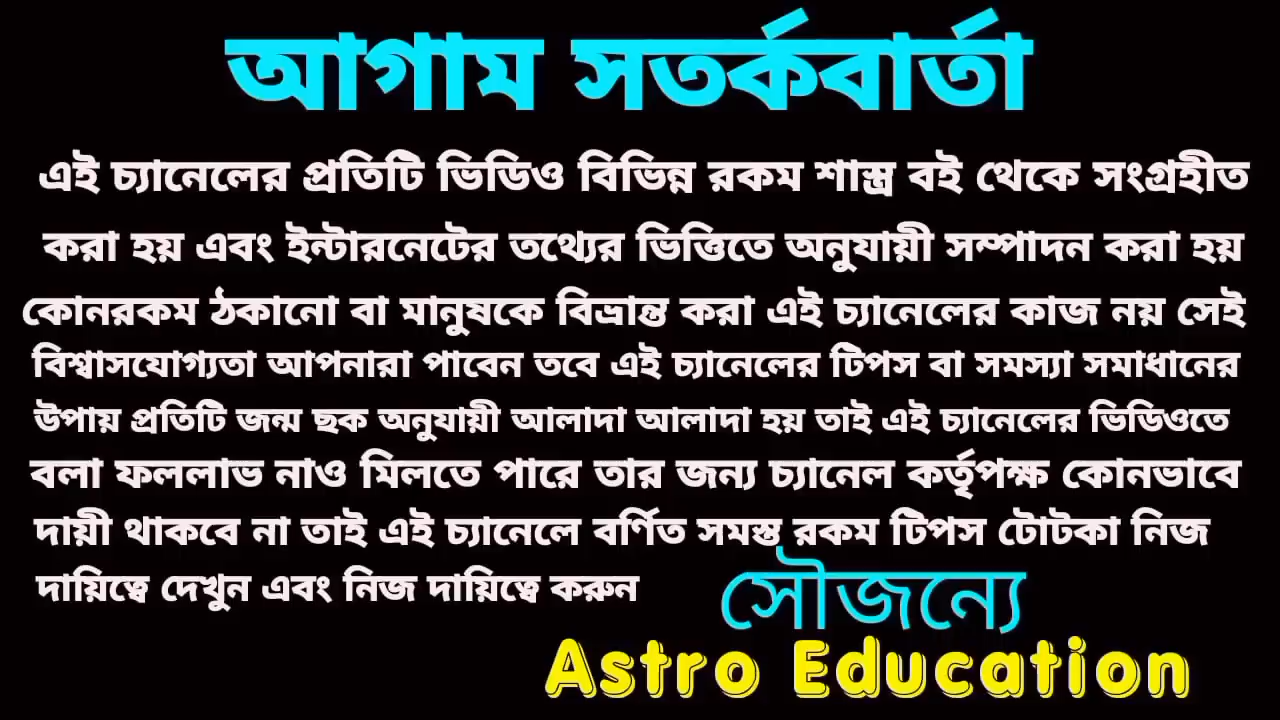 আগাম সতর্কবার্তা
এই চ্যানেলের প্রতিটি ভিডিও বিভিন্ন রকম শাস্ত্র বই থেকে সংগ্রহীত
করা হয় এবং ইন্টারনেটের তথ্যের ভিত্তিতে অনুযায়ী সম্পাদন করা হয়
কোনরকম ঠকানো বা মানুষকে বিভ্রান্ত করা এই চ্যানেলের কাজ নয় সেই
বিশ্বাসযোগ্যতা আপনারা পাবেন তবে এই চ্যানেলের টিপস বা সমস্যা সমাধানের
উপায় প্রতিটি জন্ম ছক অনুযায়ী আলাদা আলাদা হয় তাই এই চ্যানেলের ভিডিওতে
বলা ফললাভ নাও মিলতে পারে তার জন্য চ্যানেল কর্তৃপক্ষ কোনভাবে
দায়ী থাকবে না তাই এই চ্যানেলে বর্ণিত সমস্ত রকম টিপস টোটকা নিজ
দায়িত্বে দেখুন এবং নিজ দায়িত্বে করুন
সৌজন্যে
Astro Education